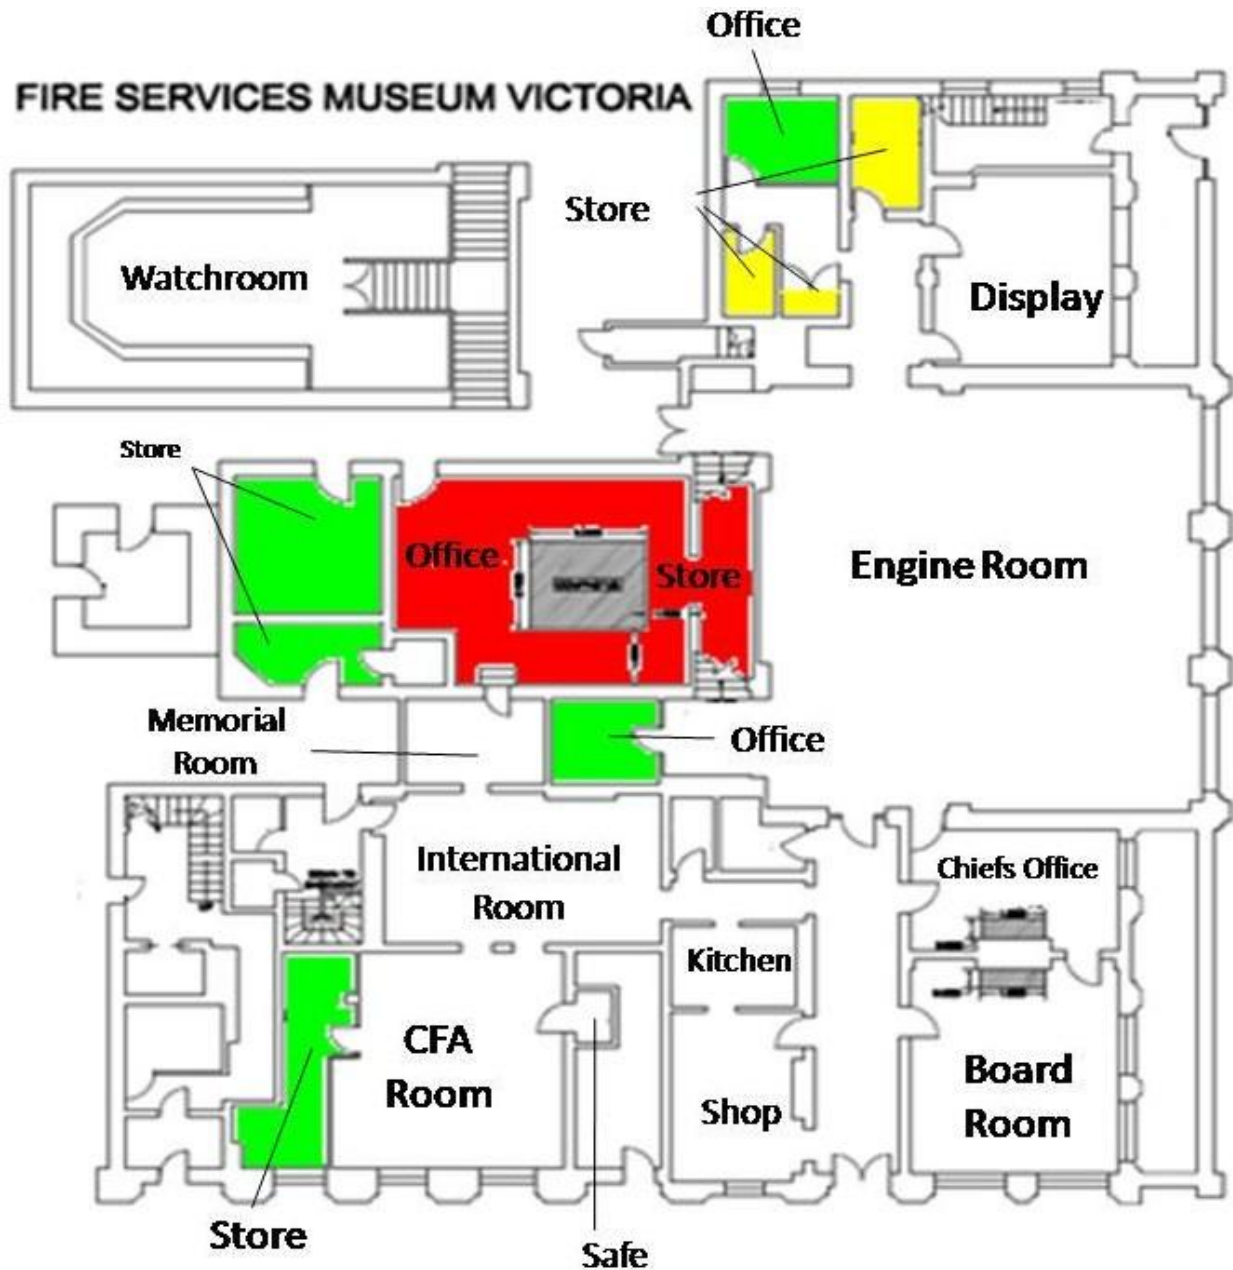 Office
FIRE SERVICES MUSEUM VICTORIA
Store
Watchroom
Display
Store
Office
Store
Engine Room
Memorial
Room
Office
International
Room
Chiefs Office
Kitchen
CFA
Room
Shop
Board
Room
Store
Safe